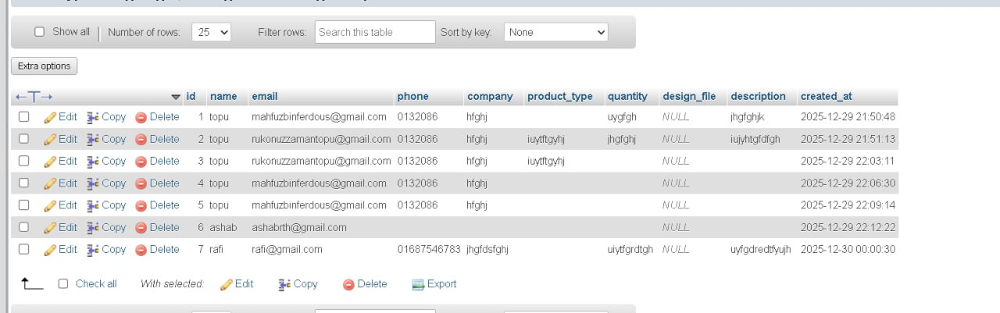 Show all Number of rows: 25 Filter rows: Search this table Sort by key: None
Extra options
←T→ id name email phone company product_type quantity design_file description created_at
Edit Copy Delete 1 topu mahfuzbinferdous@gmail.com 0132086 hfghj uygfgh NULL jhgfghjk 2025-12-29 21:50:48
Edit Copy Delete 2 topu rukonuzzamantopu@gmail.com 0132086 hfghj iuytftgyhj jhgfghj NULL iujyhtgfdfgh 2025-12-29 21:51:13
Edit Copy Delete 3 topu rukonuzzamantopu@gmail.com 0132086 hfghj iuytftgyhj NULL 2025-12-29 22:03:11
Edit Copy Delete 4 topu mahfuzbinferdous@gmail.com 0132086 hfghj NULL 2025-12-29 22:06:30
Edit Copy Delete 5 topu mahfuzbinferdous@gmail.com 0132086 hfghj NULL 2025-12-29 22:09:14
Edit Copy Delete 6 ashab ashabrth@gmail.com NULL 2025-12-29 22:12:22
Edit Copy Delete 7 rafi rafi@gmail.com 01687546783 jhgfdsfghj uiytfgrdtgh NULL uyfgdredtfyujh 2025-12-30 00:00:30
Check all With selected: Edit Copy Delete Export